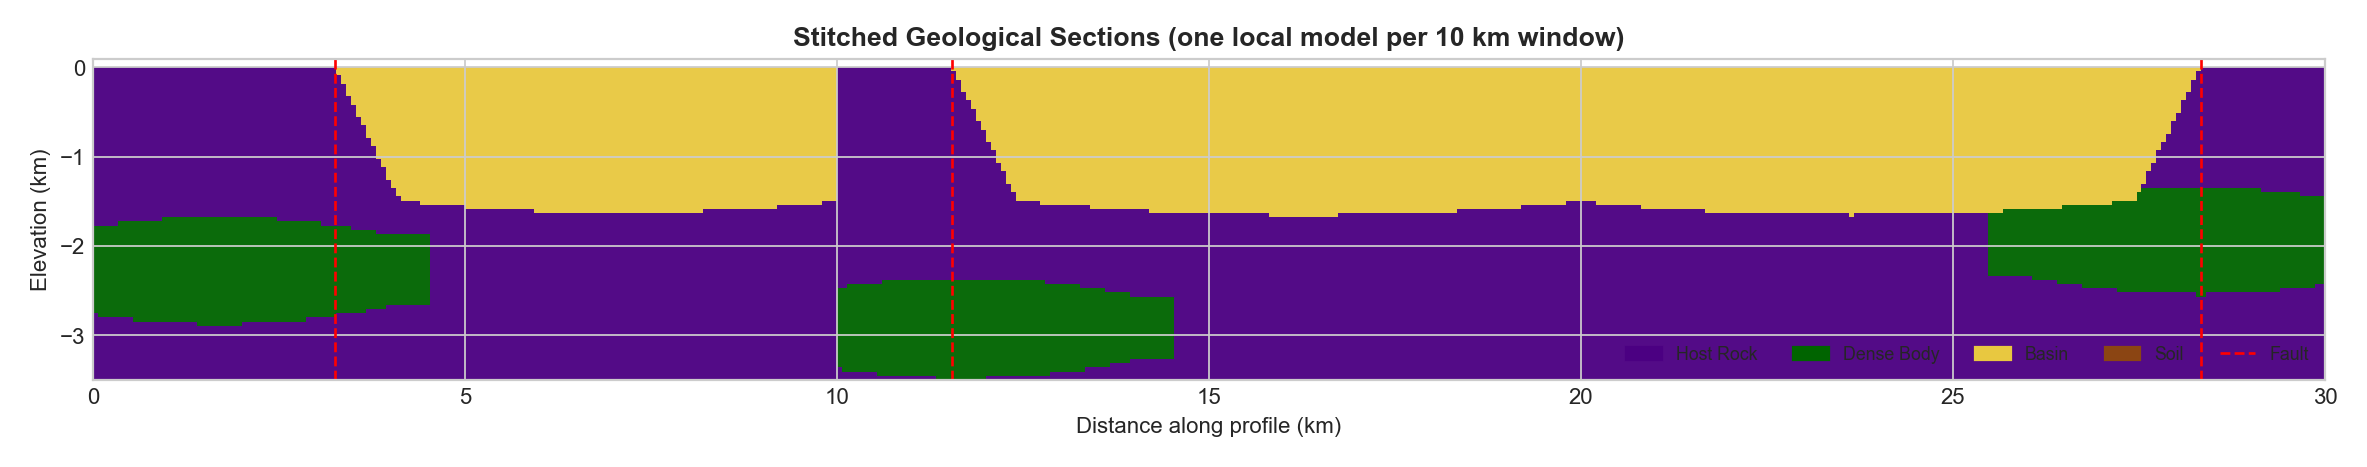 Stitched Geological Sections (one local model per 10 km window)
Elevation (km)
0
−1
−2
−3
Host Rock Dense Body Basin Soil Fault
0 5 10 15 20 25 30
Distance along profile (km)